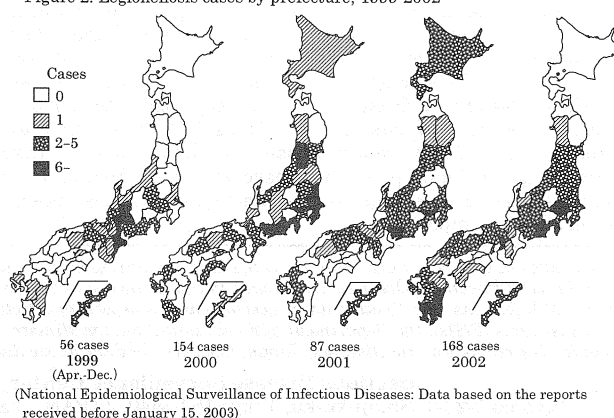 Figure 2. Legionellosis cases by prefecture, 1999-2002
Cases
0
1
2-5
6-
56 cases
1999
(Apr.-Dec.)
154 cases
2000
87 cases
2001
168 cases
2002
(National Epidemiological Surveillance of Infectious Diseases: Data based on the reports
received before January 15. 2003)